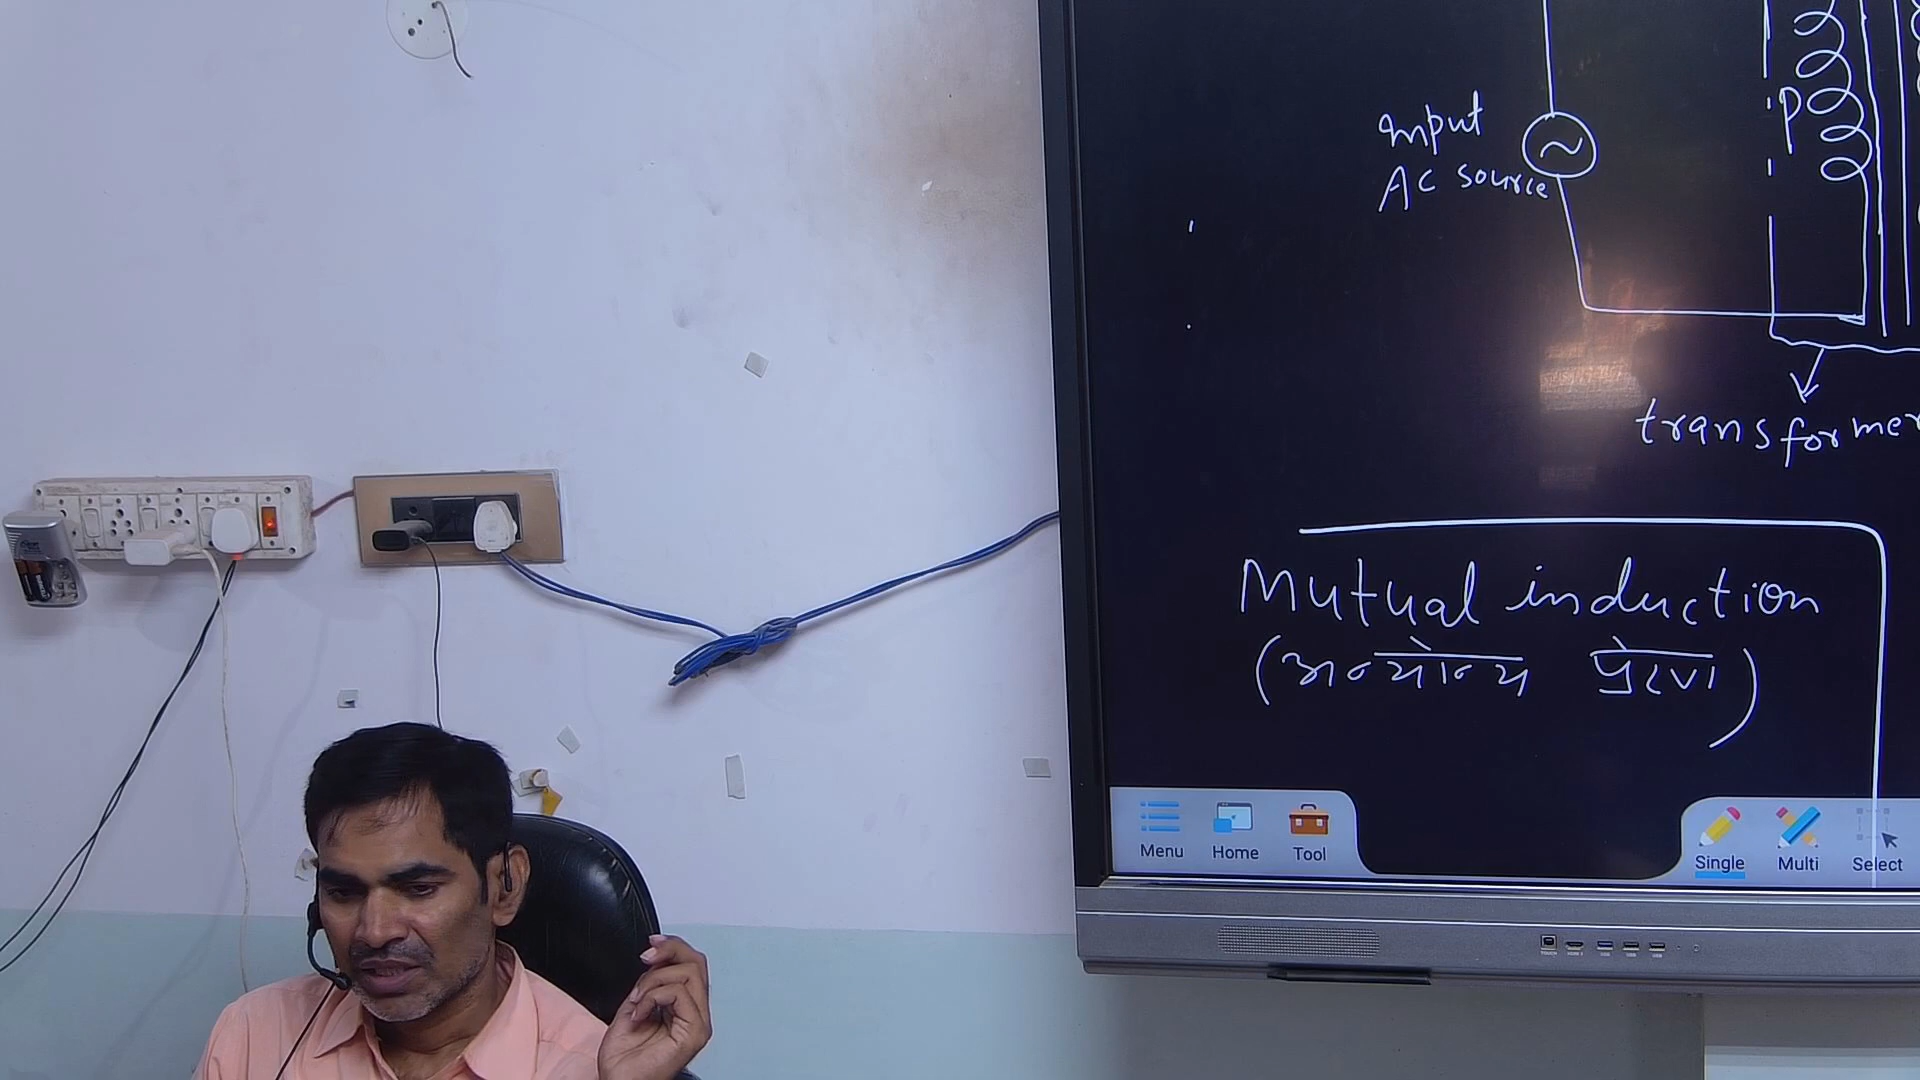 P
Input
AC source
transformer
Mutual induction
(अन्योन्य प्रेरण)
Menu
Home
Tool
Single
Multi
Select